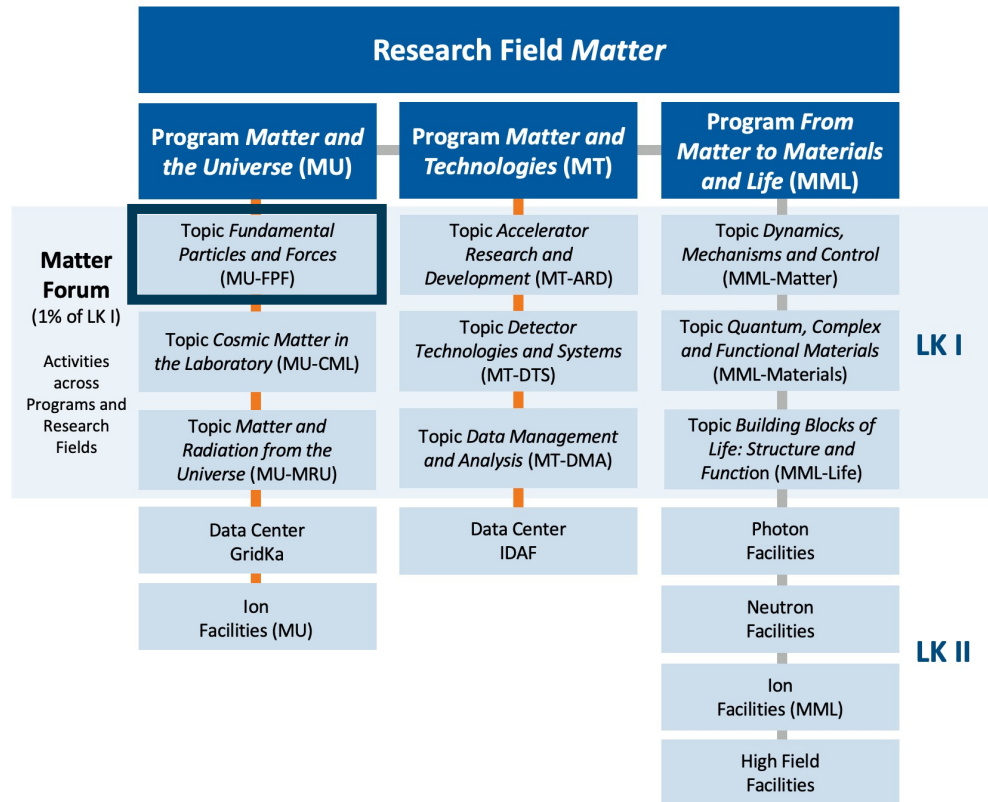 Research Field Matter
Program Matter and
the Universe (MU)
Program Matter and
Technologies (MT)
Program From
Matter to Materials
and Life (MML)
Matter
Forum
(1% of LK I)
Activities
across
Programs and
Research
Fields
Topic Fundamental
Particles and Forces
(MU-FPF)
Topic Accelerator
Research and
Development (MT-ARD)
Topic Dynamics,
Mechanisms and Control
(MML-Matter)
Topic Cosmic Matter in
the Laboratory (MU-CML)
Topic Detector
Technologies and Systems
(MT-DTS)
Topic Quantum, Complex
and Functional Materials
(MML-Materials)
LK I
Topic Matter and
Radiation from the
Universe (MU-MRU)
Topic Data Management
and Analysis (MT-DMA)
Topic Building Blocks of
Life: Structure and
Function (MML-Life)
Data Center
GridKa
Data Center
IDAF
Photon
Facilities
Ion
Facilities (MU)
Neutron
Facilities
LK II
Ion
Facilities (MML)
High Field
Facilities